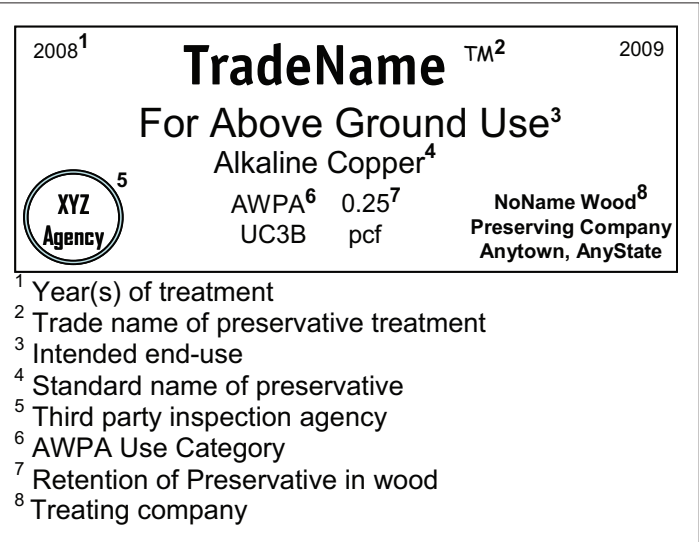 2008¹ TradeName ™² 2009
For Above Ground Use³
Alkaline Copper⁴
XYZ Agency⁵
AWPA⁶ 0.25⁷
UC3B pcf
NoName Wood⁸
Preserving Company
Anytown, AnyState
¹ Year(s) of treatment
² Trade name of preservative treatment
³ Intended end-use
⁴ Standard name of preservative
⁵ Third party inspection agency
⁶ AWPA Use Category
⁷ Retention of Preservative in wood
⁸ Treating company